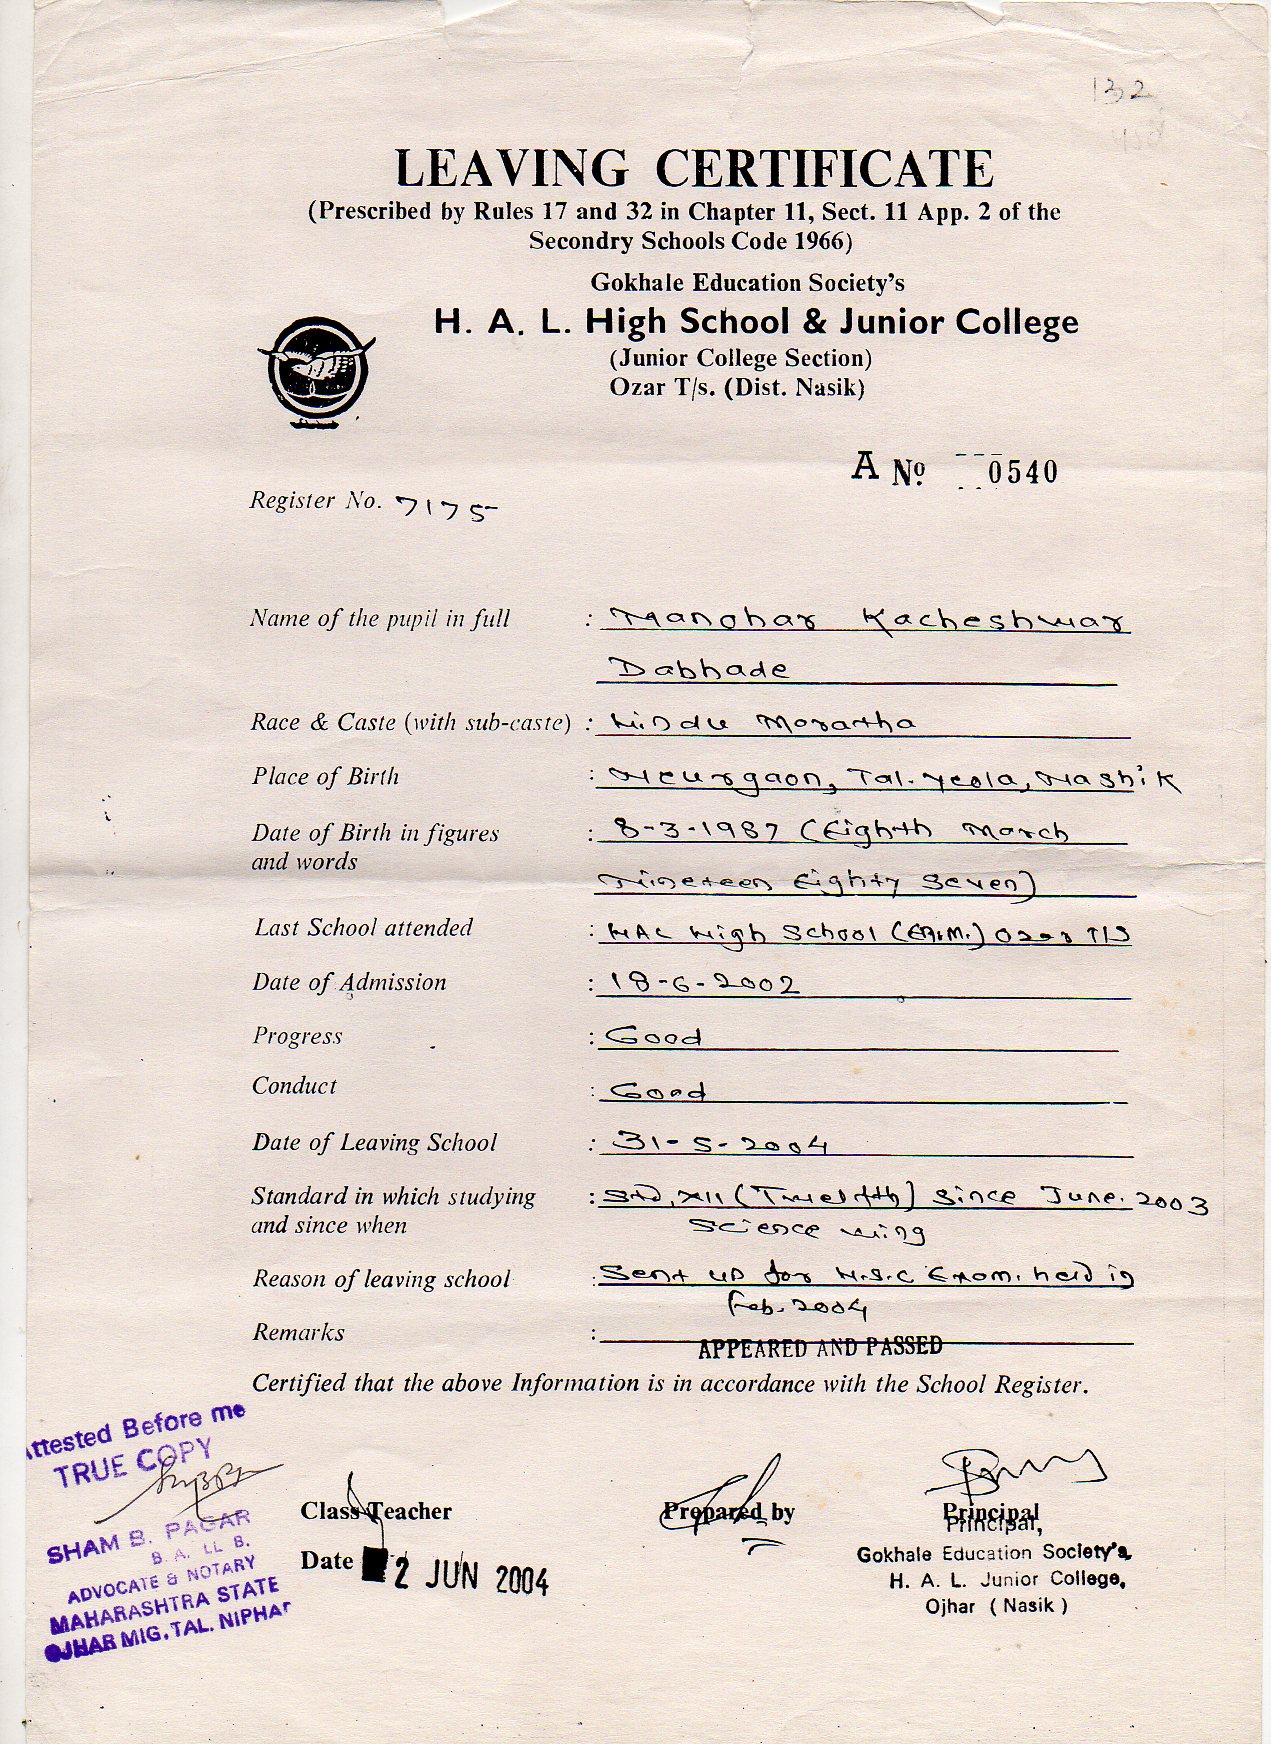 132
LEAVING CERTIFICATE
(Prescribed by Rules 17 and 32 in Chapter 11, Sect. 11 App. 2 of the
Secondry Schools Code 1966)
Gokhale Education Society's
H. A. L. High School & Junior College
(Junior College Section)
Ozar T/s. (Dist. Nasik)
A No. 0540
Register No. 7175
Name of the pupil in full : Manohar Kacheshwar
Dabhade
Race & Caste (with sub-caste) : Hindu Maratha
Place of Birth : Neurgaon, Tal. Yeola, Nashik
Date of Birth in figures : 8-3-1987 (Eighth March
and words Nineteen Eighty Seven)
Last School attended : HAL High School (En.M.) Ozar T/S
Date of Admission : 18-6-2002
Progress : Good
Conduct : Good
Date of Leaving School : 31-5-2004
Standard in which studying : Std. XII (Twelfth) Since June. 2003
and since when Science wing
Reason of leaving school : Sent up for H.S.C Exam. held in
Feb. 2004
Remarks :
APPEARED AND PASSED
Certified that the above Information is in accordance with the School Register.
Attested Before me
TRUE COPY
SHAM B. PAGAR
B. A. LL B.
ADVOCATE & NOTARY
MAHARASHTRA STATE
OJHAR MIG. TAL. NIPHAr
Class Teacher Prepared by Principal
Principal,
Date 2 JUN 2004
Gokhale Education Society's
H. A. L. Junior College,
Ojhar (Nasik)